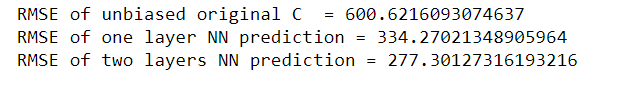 RMSE of unbiased original C  = 600.6216093074637
RMSE of one layer NN prediction = 334.27021348905964
RMSE of two layers NN prediction = 277.30127316193216